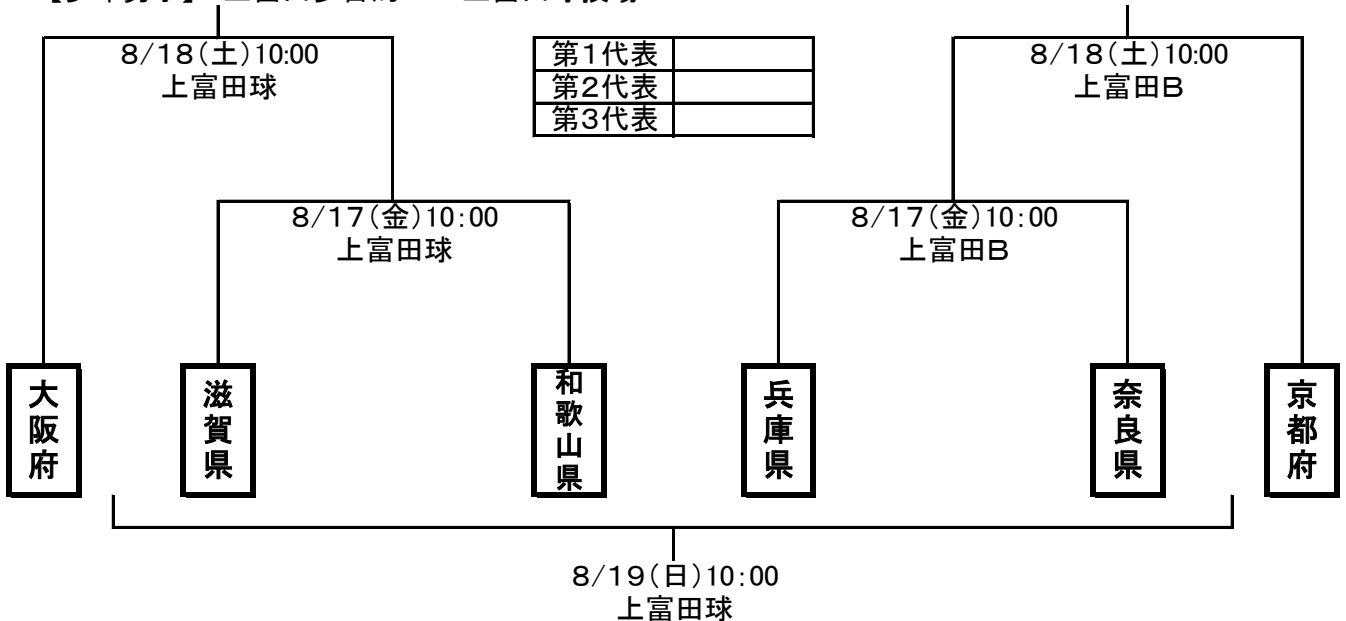 8/18(土)10:00
上富田球
第1代表
第2代表
第3代表
8/18(土)10:00
上富田B
8/17(金)10:00
上富田球
8/17(金)10:00
上富田B
大阪府
滋賀県
和歌山県
兵庫県
奈良県
京都府
8/19(日)10:00
上富田球